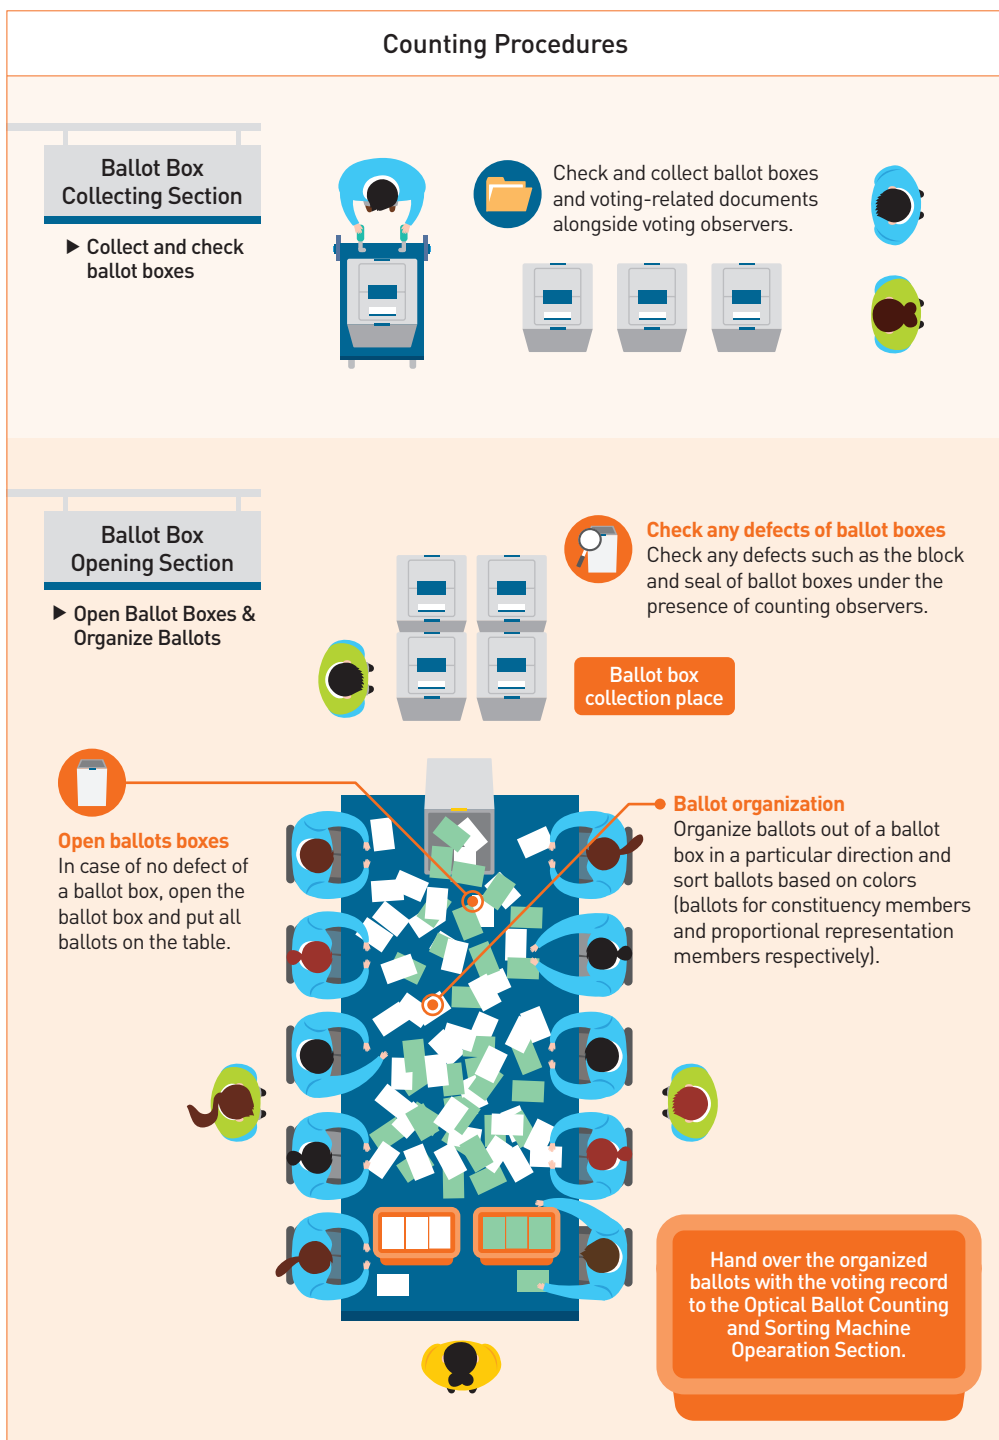 Counting Procedures
Ballot Box
Collecting Section
▶ Collect and check
ballot boxes
Check and collect ballot boxes
and voting-related documents
alongside voting observers.
Ballot Box
Opening Section
▶ Open Ballot Boxes &
Organize Ballots
Check any defects of ballot boxes
Check any defects such as the block
and seal of ballot boxes under the
presence of counting observers.
Ballot box
collection place
Open ballots boxes
In case of no defect of
a ballot box, open the
ballot box and put all
ballots on the table.
Ballot organization
Organize ballots out of a ballot
box in a particular direction and
sort ballots based on colors
(ballots for constituency members
and proportional representation
members respectively).
Hand over the organized
ballots with the voting record
to the Optical Ballot Counting
and Sorting Machine
Opearation Section.